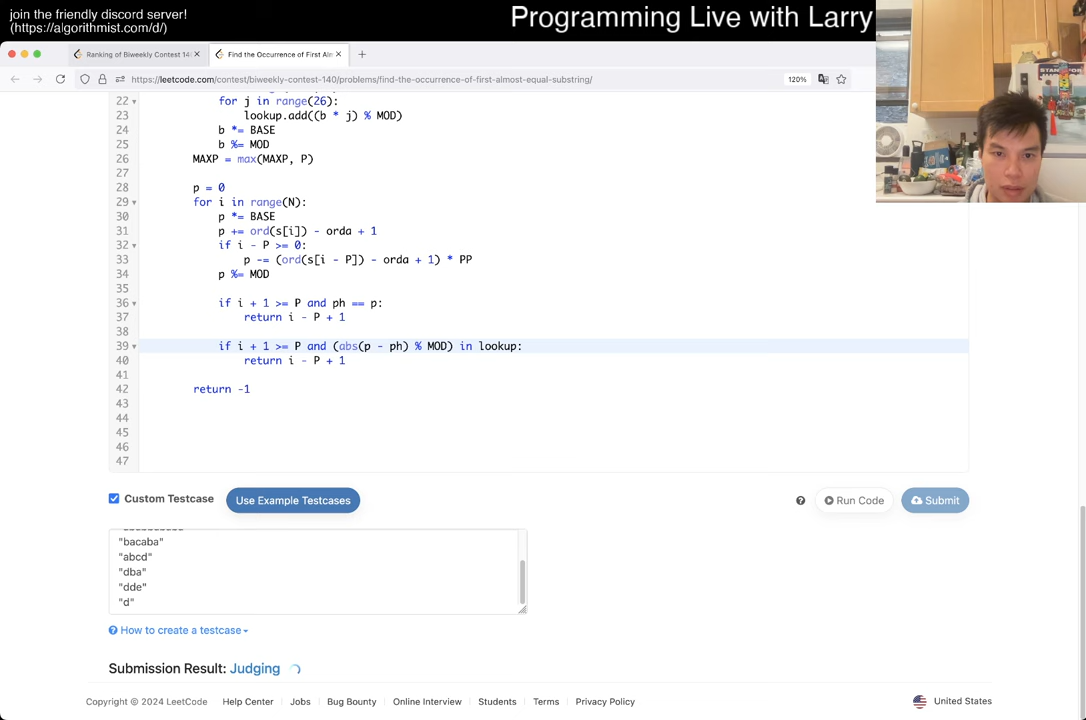 join the friendly discord server!
(https://algorithmist.com/d/)
Programming Live with Larry
Ranking of Biweekly Contest 14
Find the Occurrence of First Alm
https://leetcode.com/contest/biweekly-contest-140/problems/find-the-occurrence-of-first-almost-equal-substring/
120%
22 for j in range(26):
23 lookup.add((b * j) % MOD)
24 b *= BASE
25 b %= MOD
26 MAXP = max(MAXP, P)
27
28 p = 0
29 for i in range(N):
30 p *= BASE
31 p += ord(s[i]) - orda + 1
32 if i - P >= 0:
33 p -= (ord(s[i - P]) - orda + 1) * PP
34 p %= MOD
35
36 if i + 1 >= P and ph == p:
37 return i - P + 1
38
39 if i + 1 >= P and (abs(p - ph) % MOD) in lookup:
40 return i - P + 1
41
42 return -1
43
44
45
46
47
Custom Testcase
Use Example Testcases
Run Code
Submit
"bacaba"
"abcd"
"dba"
"dde"
"d"
How to create a testcase
Submission Result: Judging
Copyright © 2024 LeetCode
Help Center
Jobs
Bug Bounty
Online Interview
Students
Terms
Privacy Policy
United States